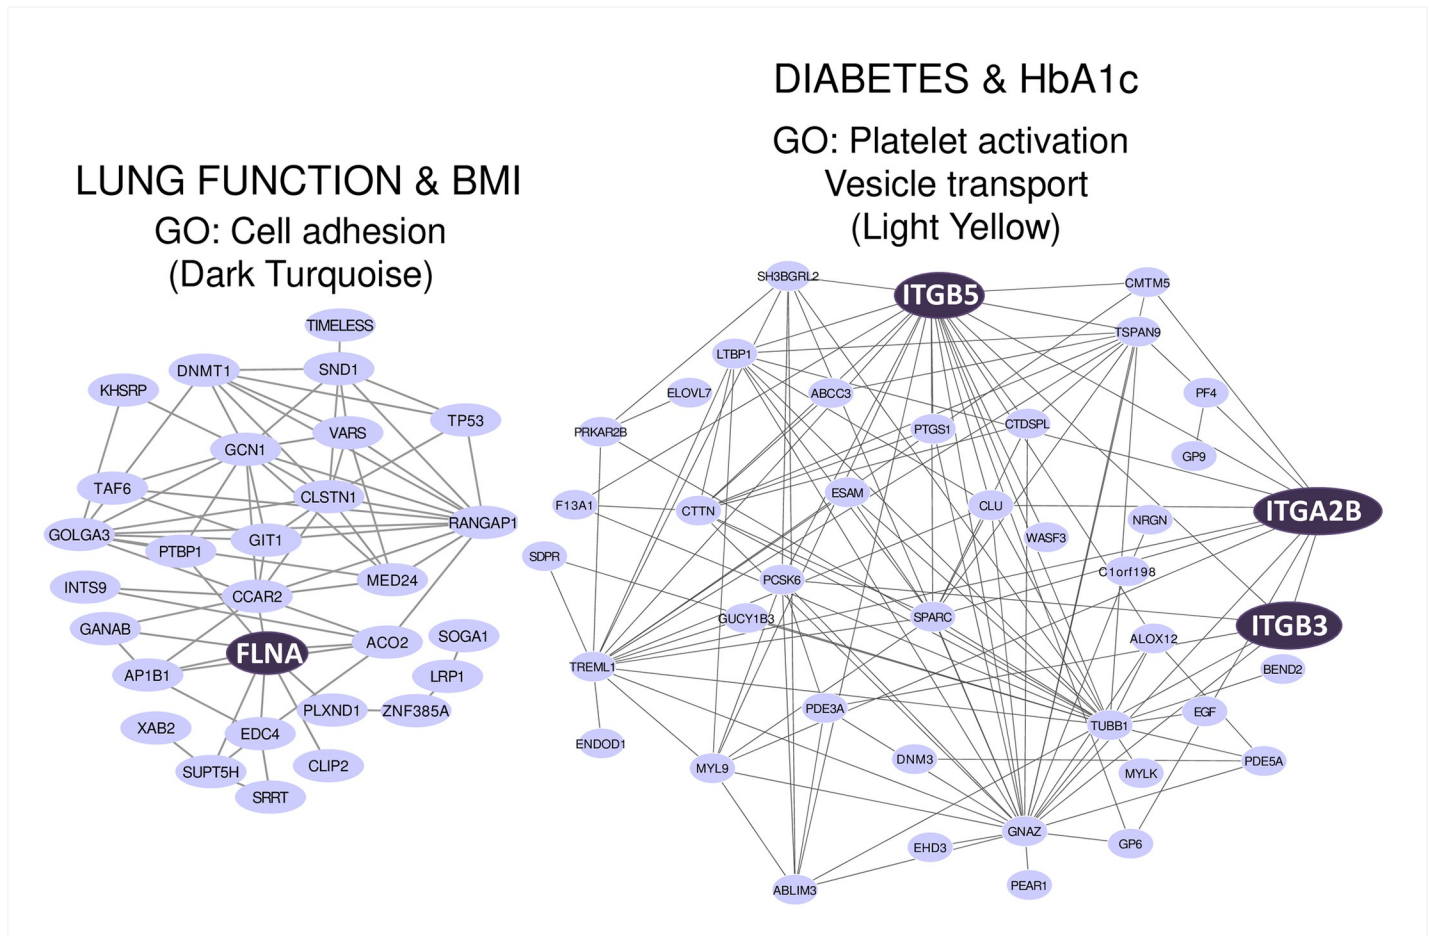 LUNG FUNCTION & BMI
GO: Cell adhesion
(Dark Turquoise)
TIMELESS
DNMT1
SND1
KHSRP
TP53
VARS
GCN1
TAF6
CLSTN1
RANGAP1
GOLGA3
GIT1
PTBP1
MED24
INTS9
CCAR2
GANAB
SOGA1
ACO2
FLNA
AP1B1
LRP1
PLXND1
ZNF385A
XAB2
EDC4
CLIP2
SUPT5H
SRRT
DIABETES & HbA1c
GO: Platelet activation
Vesicle transport
(Light Yellow)
SH3BGRL2
ITGB5
CMTM5
TSPAN9
LTBP1
ELOVL7
ABCC3
PF4
PRKAR2B
PTGS1
CTDSPL
GP9
ESAM
F13A1
CTTN
CLU
ITGA2B
NRGN
WASF3
SDPR
C1orf198
PCSK6
GUCY1B3
SPARC
ITGB3
ALOX12
TREML1
BEND2
PDE3A
EGF
TUBB1
ENDOD1
DNM3
PDE5A
MYL9
MYLK
GNAZ
EHD3
GP6
ABLIM3
PEAR1